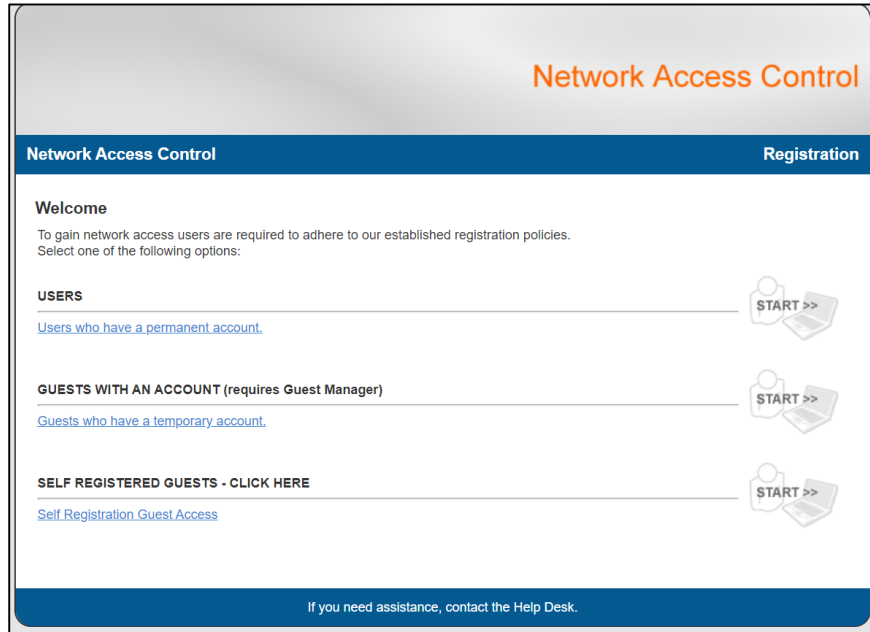 Network Access Control
Network Access Control Registration
Welcome
To gain network access users are required to adhere to our established registration policies.
Select one of the following options:
USERS
START >>
Users who have a permanent account.
GUESTS WITH AN ACCOUNT (requires Guest Manager)
START >>
Guests who have a temporary account.
SELF REGISTERED GUESTS - CLICK HERE
START >>
Self Registration Guest Access
If you need assistance, contact the Help Desk.